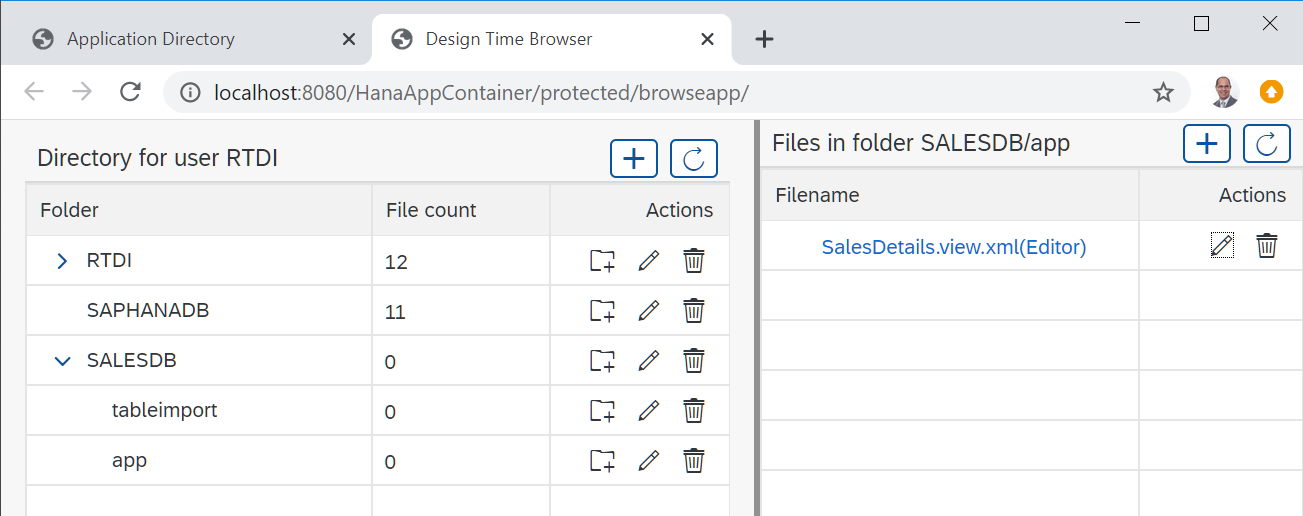 Application Directory
Design Time Browser
localhost:8080/HanaAppContainer/protected/browseapp/
Directory for user RTDI
Folder File count Actions
RTDI 12
SAPHANADB 11
SALESDB 0
tableimport 0
app 0
Files in folder SALESDB/app
Filename Actions
SalesDetails.view.xml(Editor)